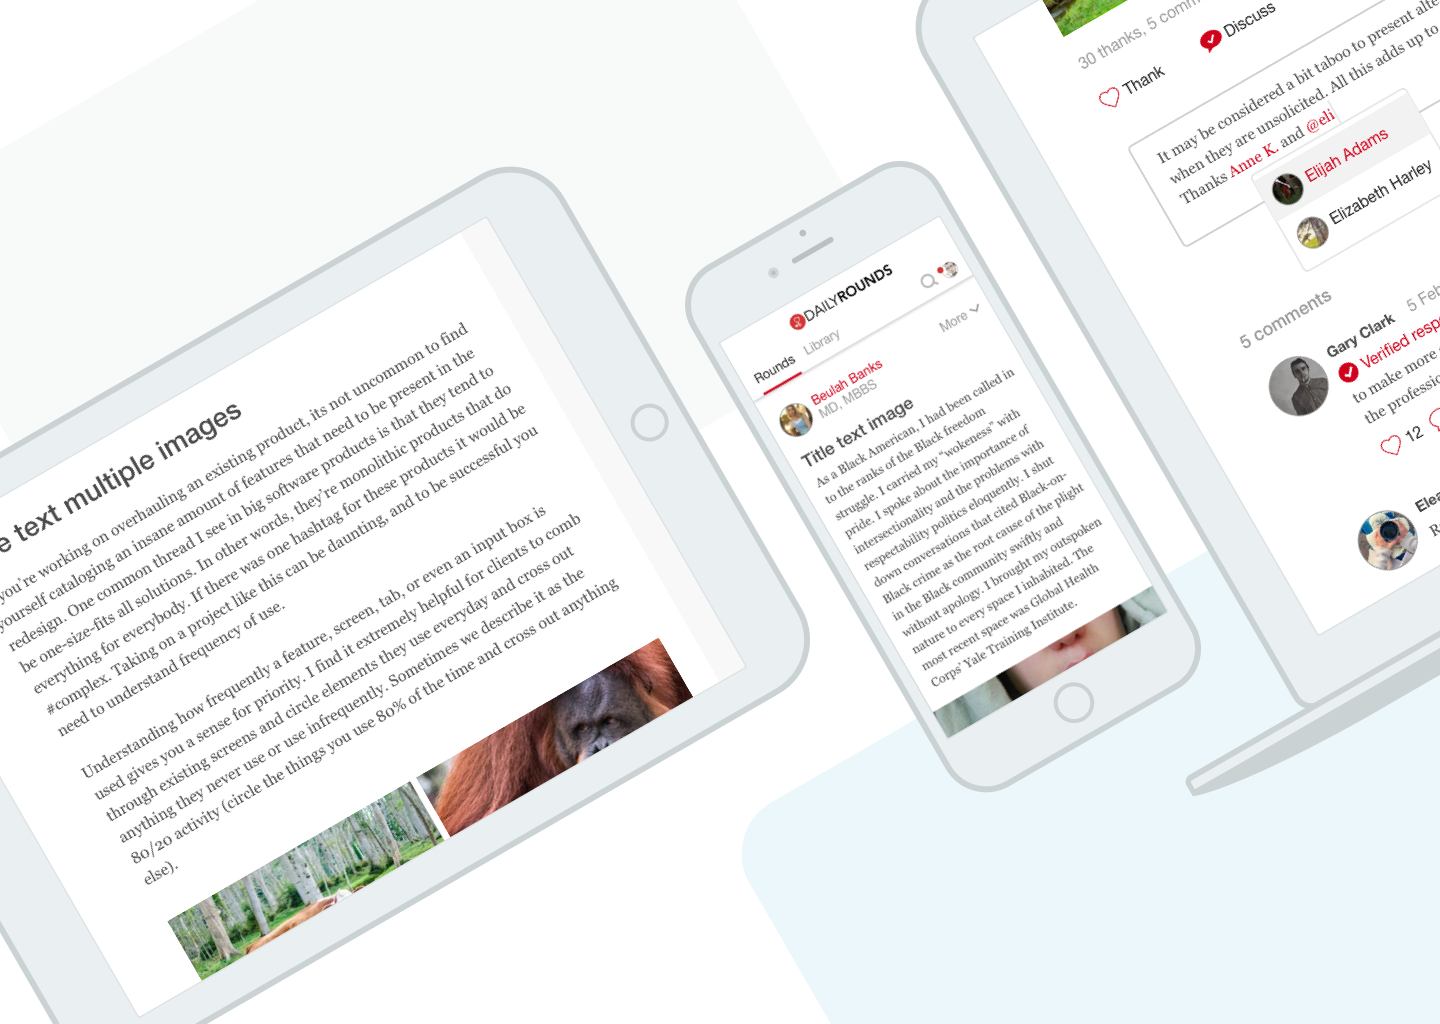 e text multiple images
you're working on overhauling an existing product, its not uncommon to find
yourself cataloging an insane amount of features that need to be present in the
redesign. One common thread I see in big software products is that they tend to
be one-size-fits all solutions. In other words, they're monolithic products that do
everything for everybody. If there was one hashtag for these products it would be
#complex. Taking on a project like this can be daunting, and to be successful you
need to understand frequency of use.
Understanding how frequently a feature, screen, tab, or even an input box is
used gives you a sense for priority. I find it extremely helpful for clients to comb
through existing screens and circle elements they use everyday and cross out
anything they never use or use infrequently. Sometimes we describe it as the
80/20 activity (circle the things you use 80% of the time and cross out anything
else).
DAILYROUNDS
Rounds
Library
More
Beulah Banks
MD, MBBS
Title text image
As a Black American, I had been called in
to the ranks of the Black freedom
struggle. I carried my “wokeness” with
pride. I spoke about the importance of
intersectionality and the problems with
respectability politics eloquently. I shut
down conversations that cited Black-on-
Black crime as the root cause of the plight
in the Black community swiftly and
without apology. I brought my outspoken
nature to every space I inhabited. The
most recent space was Global Health
Corps' Yale Training Institute.
30 thanks, 5 comm
Thank
Discuss
It may be considered a bit taboo to present alte
when they are unsolicited. All this adds up to
Thanks Anne K. and @eli
Elijah Adams
Elizabeth Harley
5 comments
Gary Clark
5 Feb
Verified resp
to make more
the professio
12
Elea
R